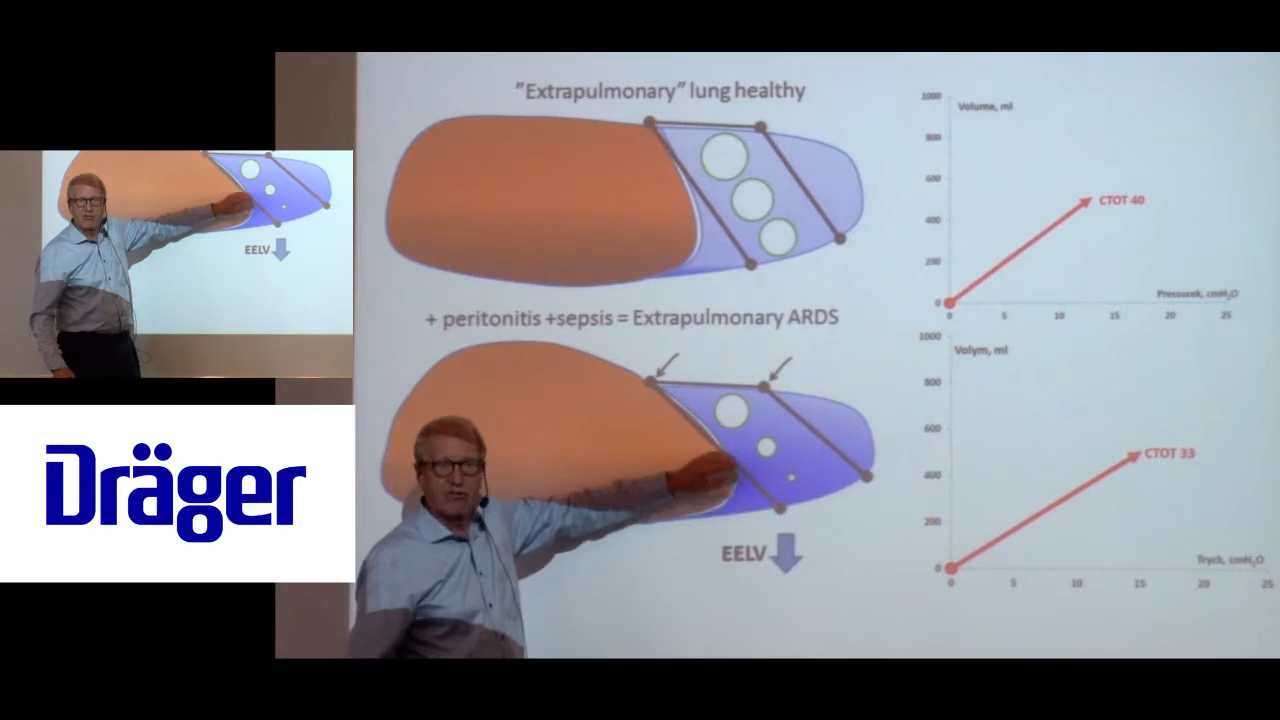 "Extrapulmonary" lung healthy
1000
Volume, ml
800
600
400
200
0
CTOT 40
Pressurek, cmH₂O
0 5 10 15 20 25
+ peritonitis +sepsis = Extrapulmonary ARDS
1000
Volym, ml
800
600
400
200
0
CTOT 33
Tryck, cmH₂O
0 5 10 15 20 25
EELV
EELV
Dräger